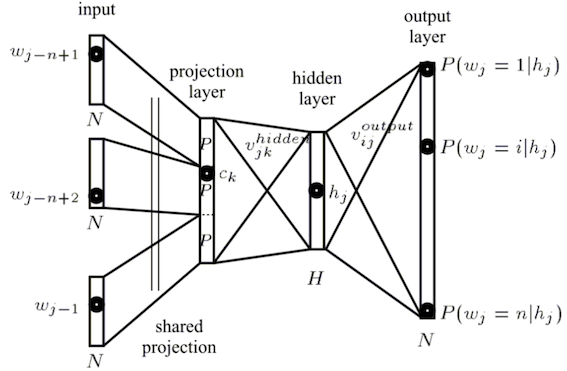 input
w_{j-n+1}
N
w_{j-n+2}
N
w_{j-1}
N
shared
projection
projection
layer
P
c_k
P
P
v_{jk}^{hidden}
hidden
layer
h_j
H
v_{ij}^{output}
output
layer
P(w_j = 1|h_j)
P(w_j = i|h_j)
P(w_j = n|h_j)
N